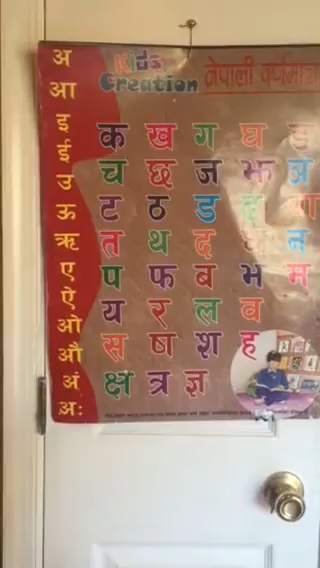 Kids
Creation
नेपाली वर्णमाला
अ
आ
इ
ई
उ
ऊ
ऋ
ए
ऐ
ओ
औ
अं
अः
क ख ग घ ङ
च छ ज झ ञ
ट ठ ड ढ ण
त थ द ध न
प फ ब भ म
य र ल व
स ष श ह
क्ष त्र ज्ञ